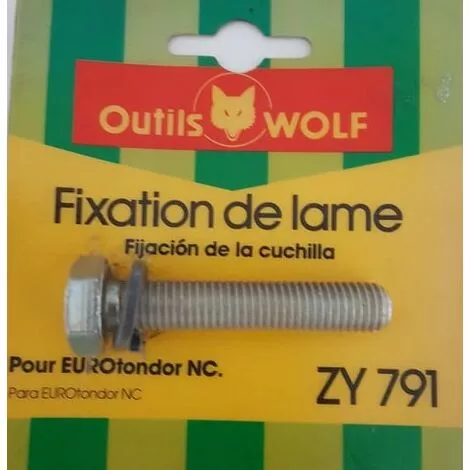 Outils WOLF
Fixation de lame
Fijación de la cuchilla
Pour EUROtondor NC.
Para EUROtondor NC
ZY 791